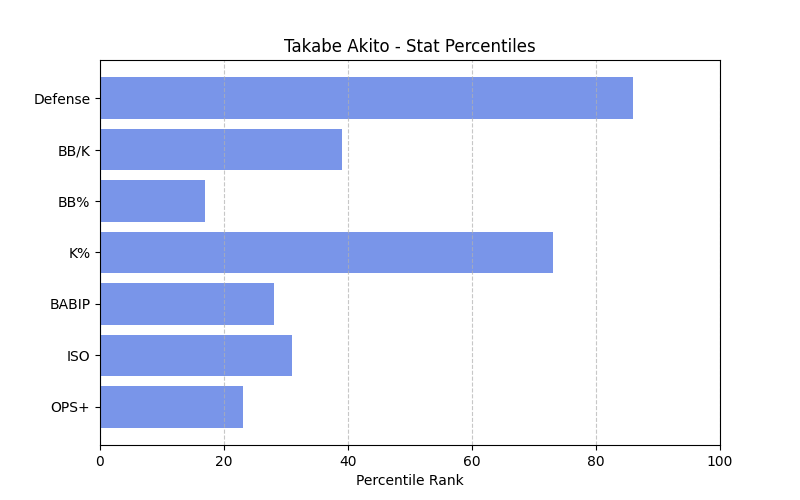 Takabe Akito - Stat Percentiles
Defense
BB/K
BB%
K%
BABIP
ISO
OPS+
0 20 40 60 80 100
Percentile Rank